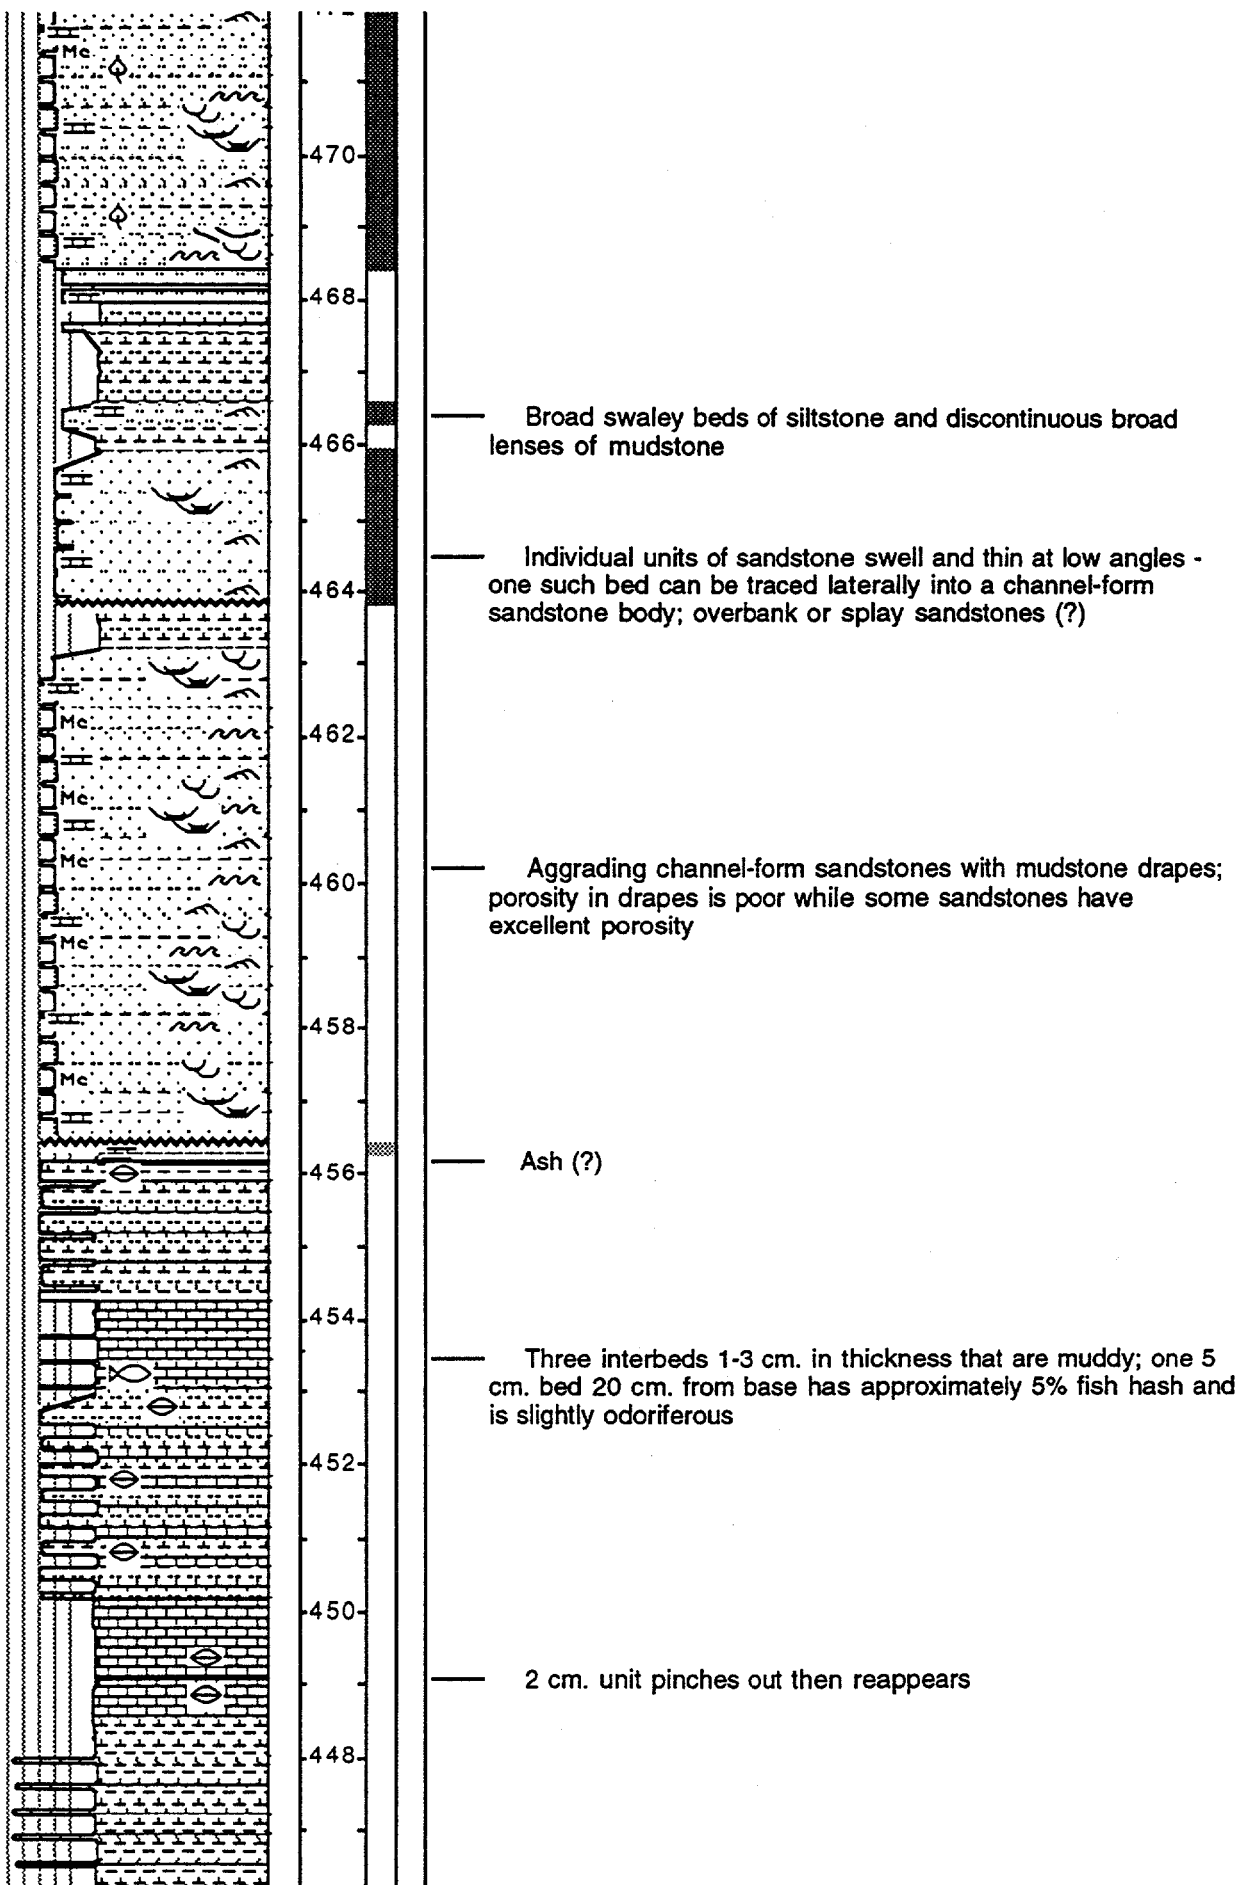 Mc
470
468
Broad swaley beds of siltstone and discontinuous broad
lenses of mudstone
466
Individual units of sandstone swell and thin at low angles -
one such bed can be traced laterally into a channel-form
sandstone body; overbank or splay sandstones (?)
464
Mc
462
Mc
Mc
Aggrading channel-form sandstones with mudstone drapes;
porosity in drapes is poor while some sandstones have
excellent porosity
460
Mc
458
Mc
Ash (?)
456
454
Three interbeds 1-3 cm. in thickness that are muddy; one 5
cm. bed 20 cm. from base has approximately 5% fish hash and
is slightly odoriferous
452
450
2 cm. unit pinches out then reappears
448